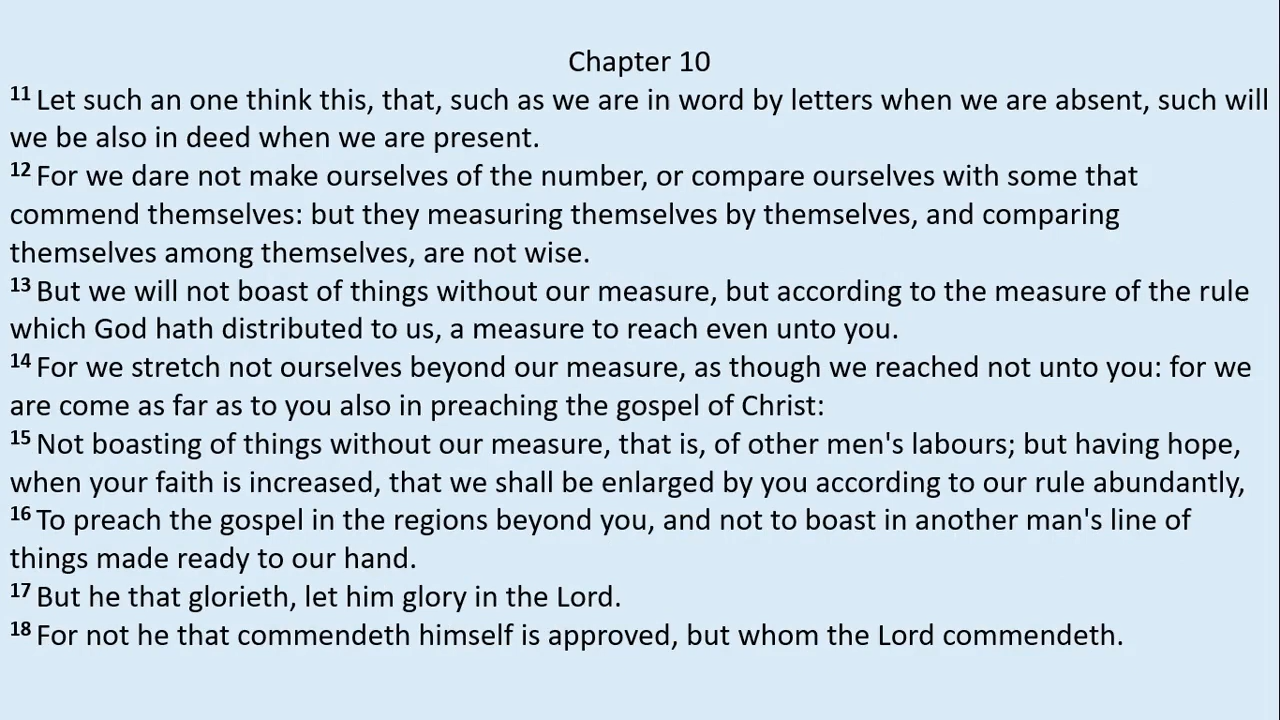 Chapter 10
11 Let such an one think this, that, such as we are in word by letters when we are absent, such will
we be also in deed when we are present.
12 For we dare not make ourselves of the number, or compare ourselves with some that
commend themselves: but they measuring themselves by themselves, and comparing
themselves among themselves, are not wise.
13 But we will not boast of things without our measure, but according to the measure of the rule
which God hath distributed to us, a measure to reach even unto you.
14 For we stretch not ourselves beyond our measure, as though we reached not unto you: for we
are come as far as to you also in preaching the gospel of Christ:
15 Not boasting of things without our measure, that is, of other men's labours; but having hope,
when your faith is increased, that we shall be enlarged by you according to our rule abundantly,
16 To preach the gospel in the regions beyond you, and not to boast in another man's line of
things made ready to our hand.
17 But he that glorieth, let him glory in the Lord.
18 For not he that commendeth himself is approved, but whom the Lord commendeth.